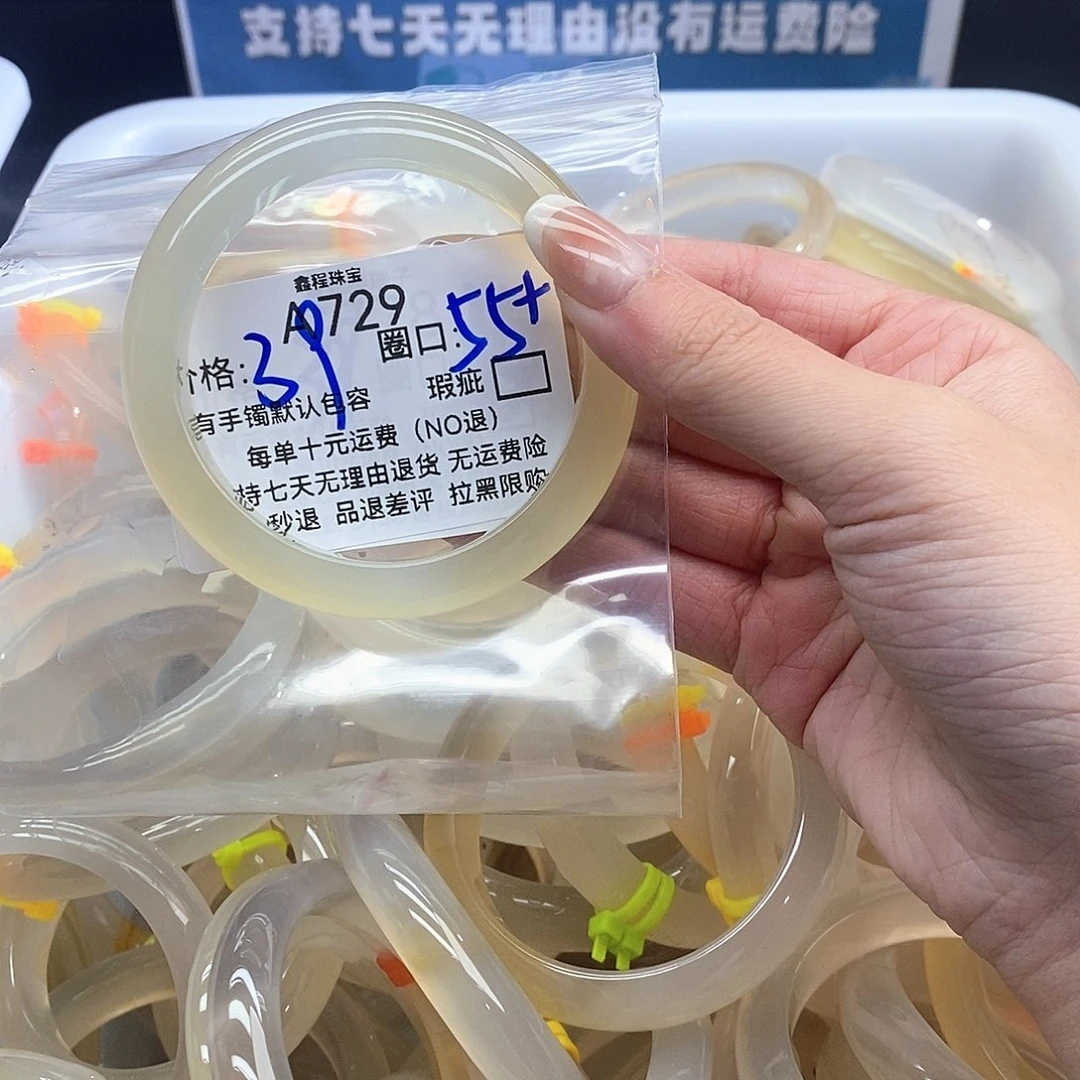 支持七天无理由没有运费险
鑫程珠宝
A729
价格:39 圈口:55+
瑕疵
有手镯默认包容
每单十元运费（NO退）
持七天无理由退货 无运费险
秒退 品退差评 拉黑限购